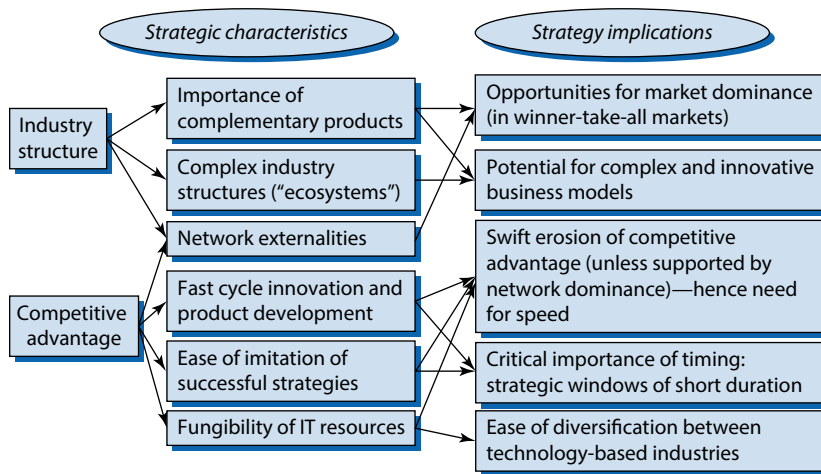 Strategic characteristics
Strategy implications
Industry
structure
Importance of
complementary products
Complex industry
structures (“ecosystems”)
Network externalities
Competitive
advantage
Fast cycle innovation and
product development
Ease of imitation of
successful strategies
Fungibility of IT resources
Opportunities for market dominance
(in winner-take-all markets)
Potential for complex and innovative
business models
Swift erosion of competitive
advantage (unless supported by
network dominance)—hence need
for speed
Critical importance of timing:
strategic windows of short duration
Ease of diversification between
technology-based industries